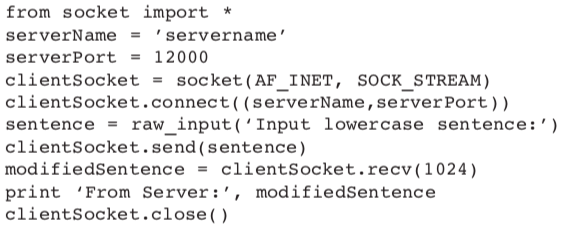 from socket import *
serverName = ’servername’
serverPort = 12000
clientSocket = socket(AF_INET, SOCK_STREAM)
clientSocket.connect((serverName,serverPort))
sentence = raw_input(‘Input lowercase sentence:’)
clientSocket.send(sentence)
modifiedSentence = clientSocket.recv(1024)
print ‘From Server:’, modifiedSentence
clientSocket.close()